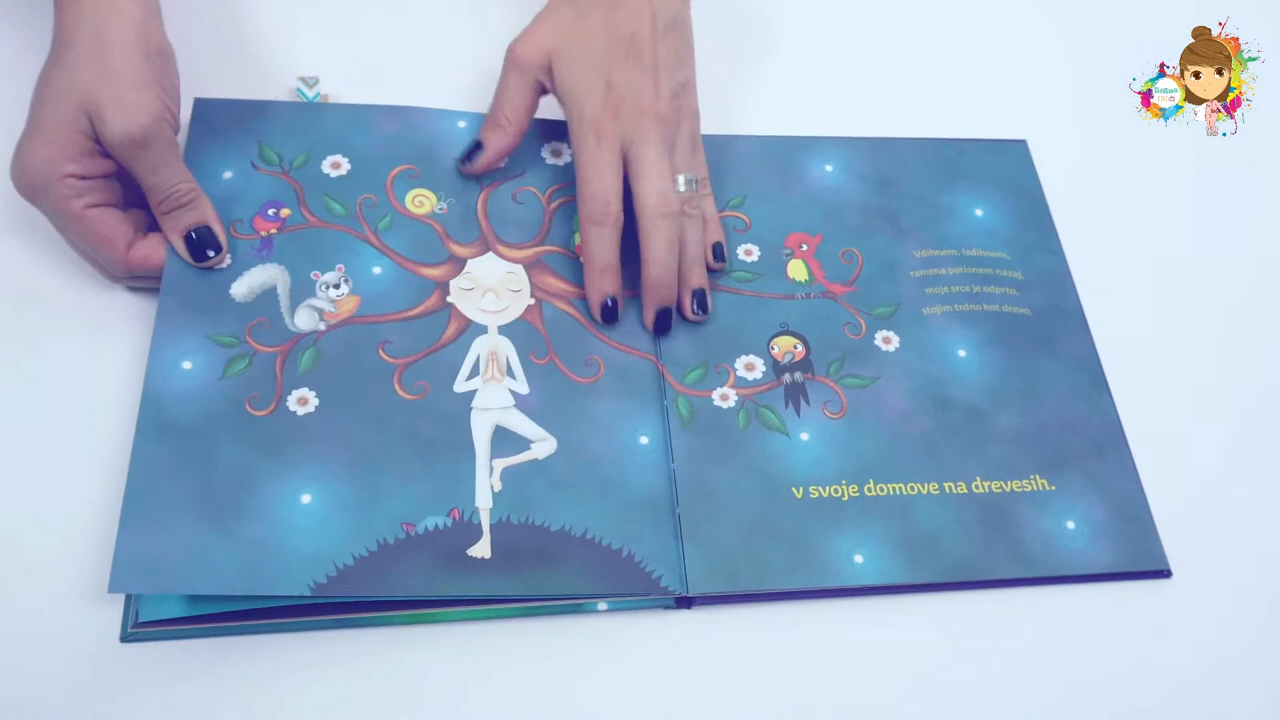 Vdihnem, izdihnem,
ramena potisnem nazaj,
moje srce je odprto,
stojim trdno kot drevo.
v svoje domove na drevesih.